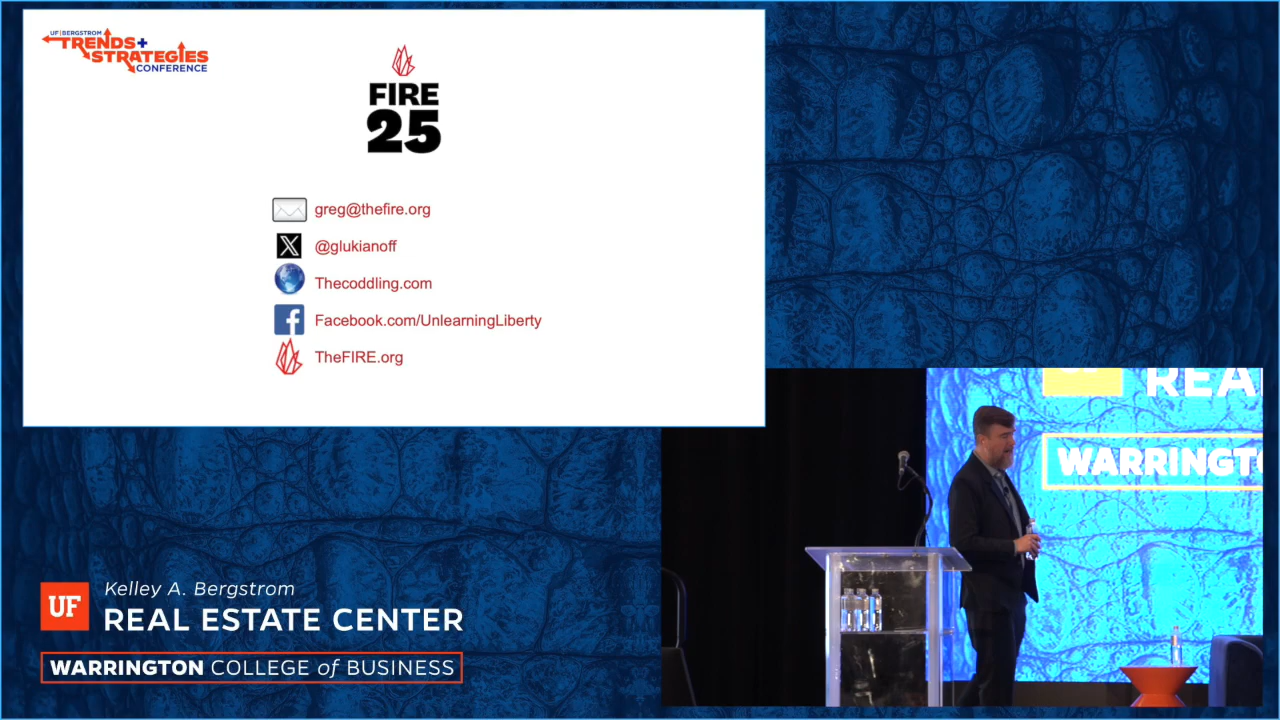 UF | BERGSTROM
TRENDS+
STRATEGIES
CONFERENCE
FIRE
25
greg@thefire.org
@glukianoff
Thecoddling.com
Facebook.com/UnlearningLiberty
TheFIRE.org
REA
WARRINGTO
UF
Kelley A. Bergstrom
REAL ESTATE CENTER
WARRINGTON COLLEGE of BUSINESS